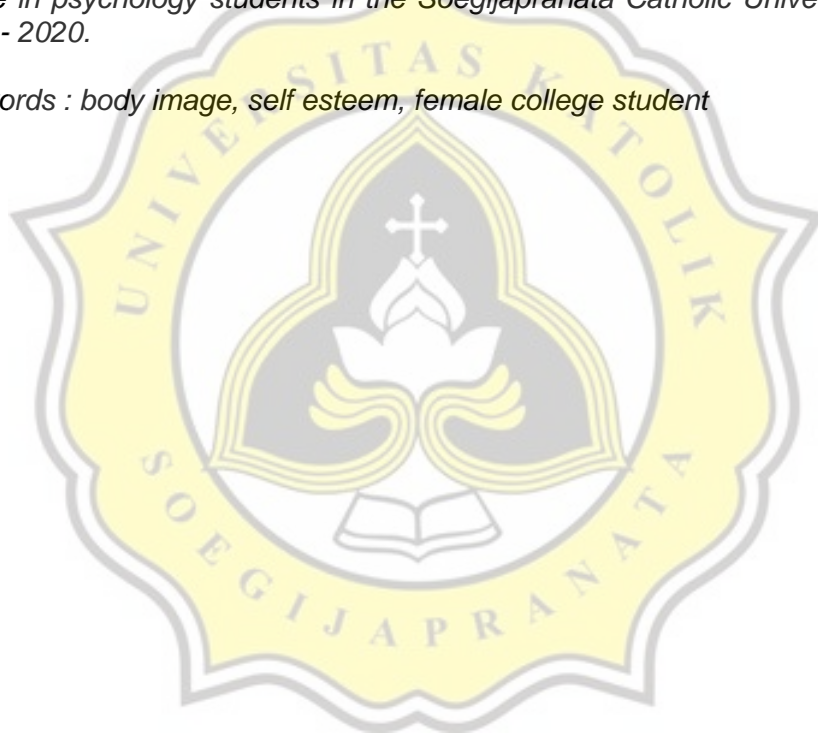 e in psychology students in the Soegijapranata Catholic Unive
- 2020.
ords : body image, self esteem, female college student
UNIVERSITAS KATOLIK
SOEGIJAPRANATA